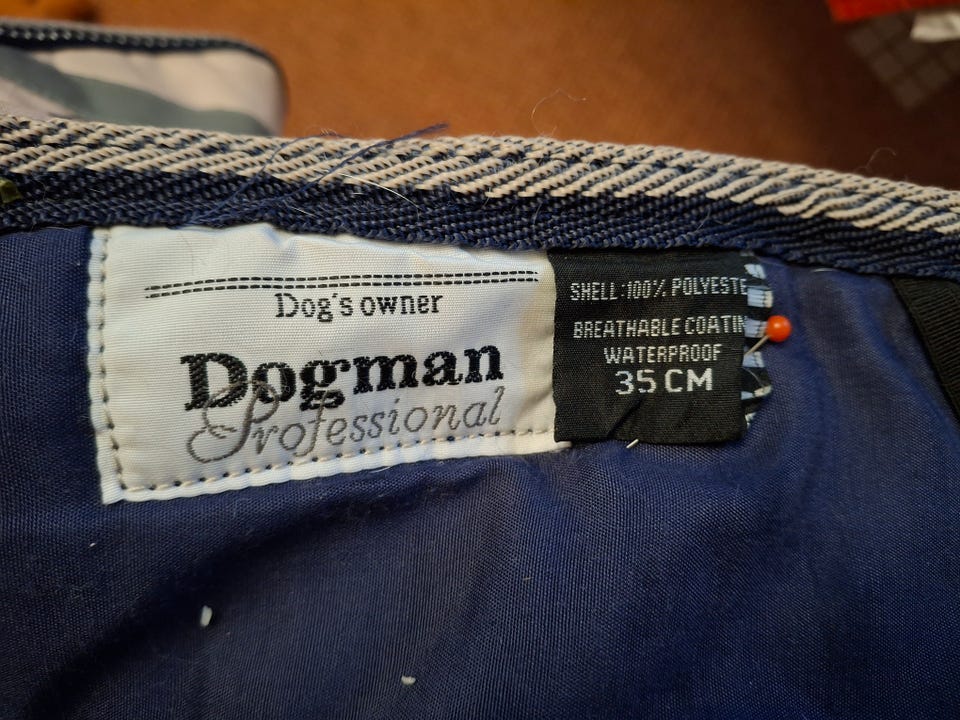 Dog's owner
Dogman
Professional
SHELL:100% POLYESTE
BREATHABLE COATIN
WATERPROOF
35 CM